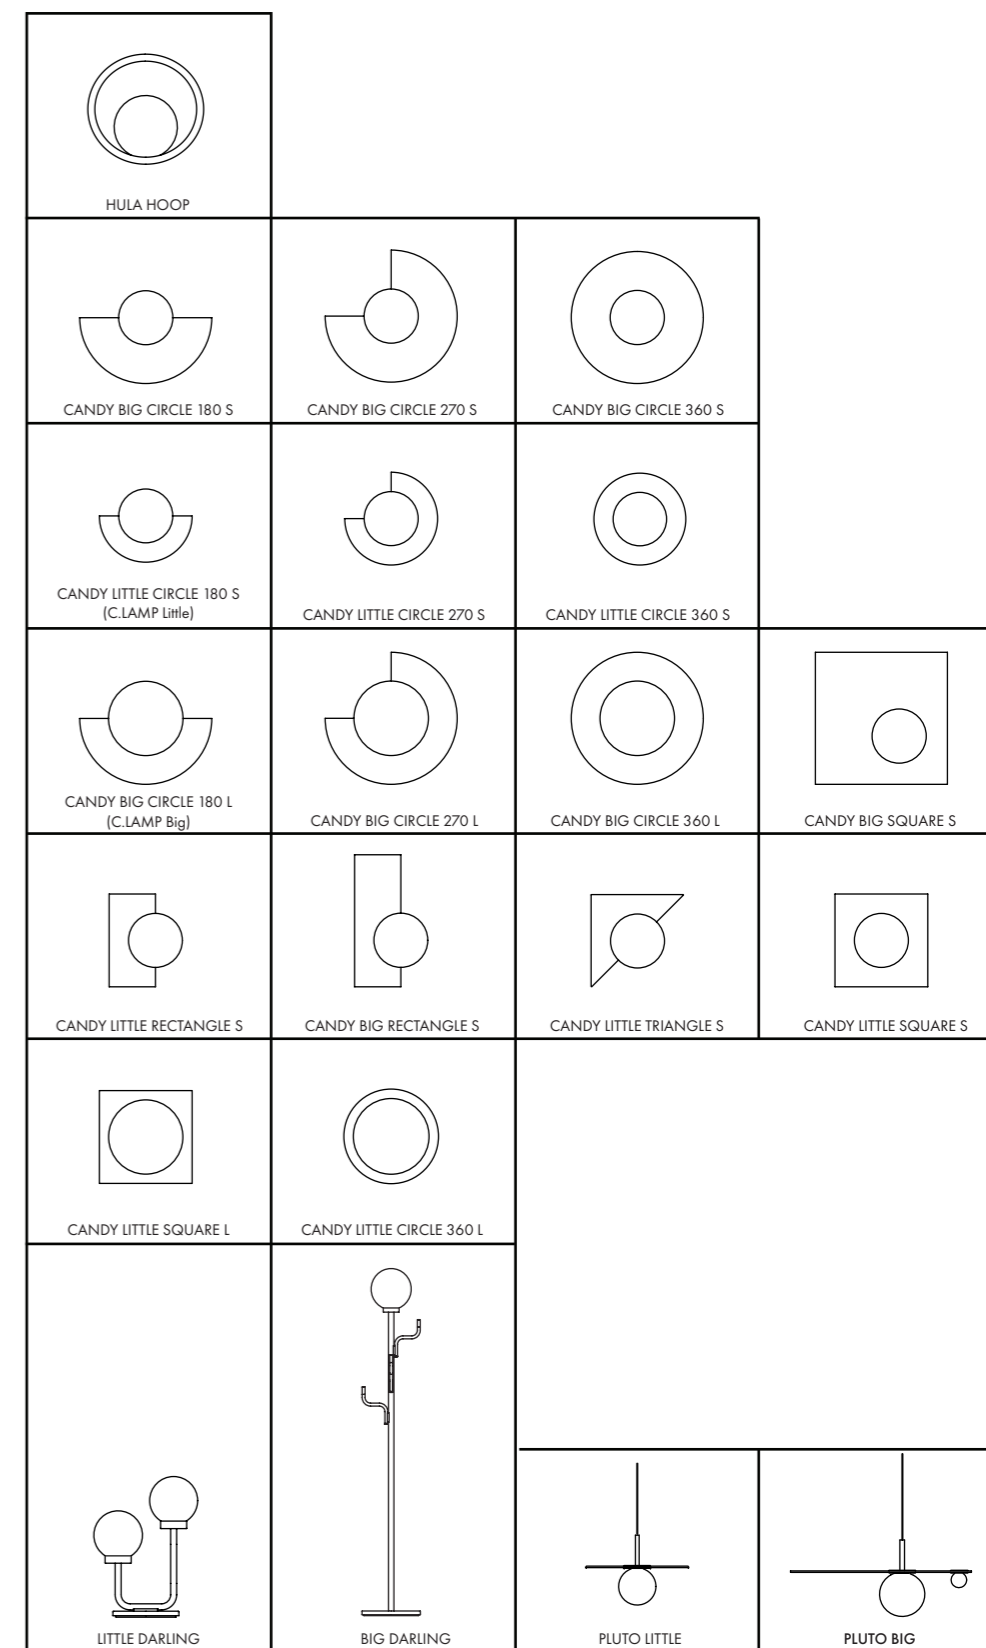 HULA HOOP
CANDY BIG CIRCLE 180 S
CANDY BIG CIRCLE 270 S
CANDY BIG CIRCLE 360 S
CANDY LITTLE CIRCLE 180 S
(C.LAMP Little)
CANDY LITTLE CIRCLE 270 S
CANDY LITTLE CIRCLE 360 S
CANDY BIG CIRCLE 180 L
(C.LAMP Big)
CANDY BIG CIRCLE 270 L
CANDY BIG CIRCLE 360 L
CANDY BIG SQUARE S
CANDY LITTLE RECTANGLE S
CANDY BIG RECTANGLE S
CANDY LITTLE TRIANGLE S
CANDY LITTLE SQUARE S
CANDY LITTLE SQUARE L
CANDY LITTLE CIRCLE 360 L
LITTLE DARLING
BIG DARLING
PLUTO LITTLE
PLUTO BIG